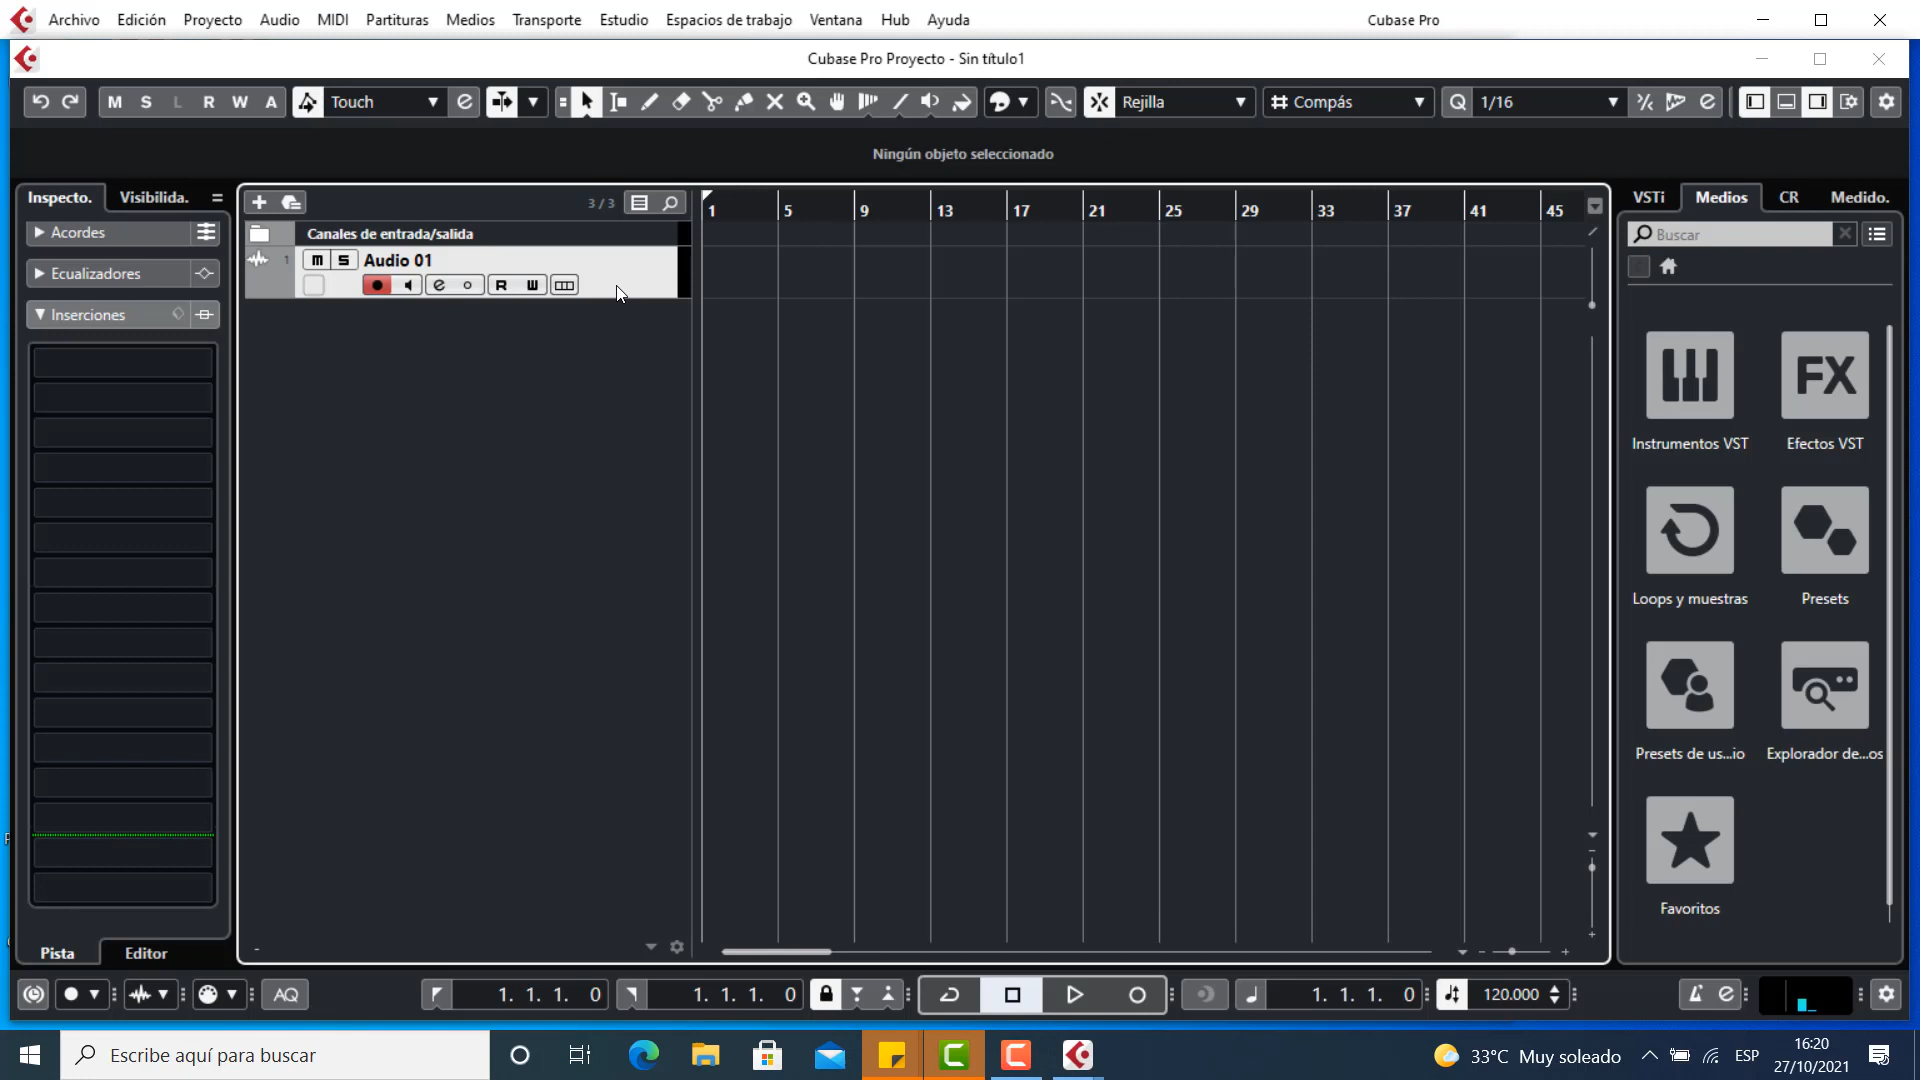 Archivo Edición Proyecto Audio MIDI Partituras Medios Transporte Estudio Espacios de trabajo Ventana Hub Ayuda Cubase Pro
Cubase Pro Proyecto - Sin título1
M S L R W A Touch e Rejilla Compás Q 1/16 e
Ningún objeto seleccionado
Inspecto. Visibilida. 3 / 3 1 5 9 13 17 21 25 29 33 37 41 45 VSTi Medios CR Medido.
Acordes Canales de entrada/salida Buscar
1 m S Audio 01
Ecualizadores e R W
Inserciones
FX
Instrumentos VST Efectos VST
Loops y muestras Presets
Presets de us...io Explorador de...os
Favoritos
Pista Editor
AQ 1. 1. 1. 0 1. 1. 1. 0 1. 1. 1. 0 120.000 e
Escribe aquí para buscar 33°C Muy soleado ESP 16:20
27/10/2021